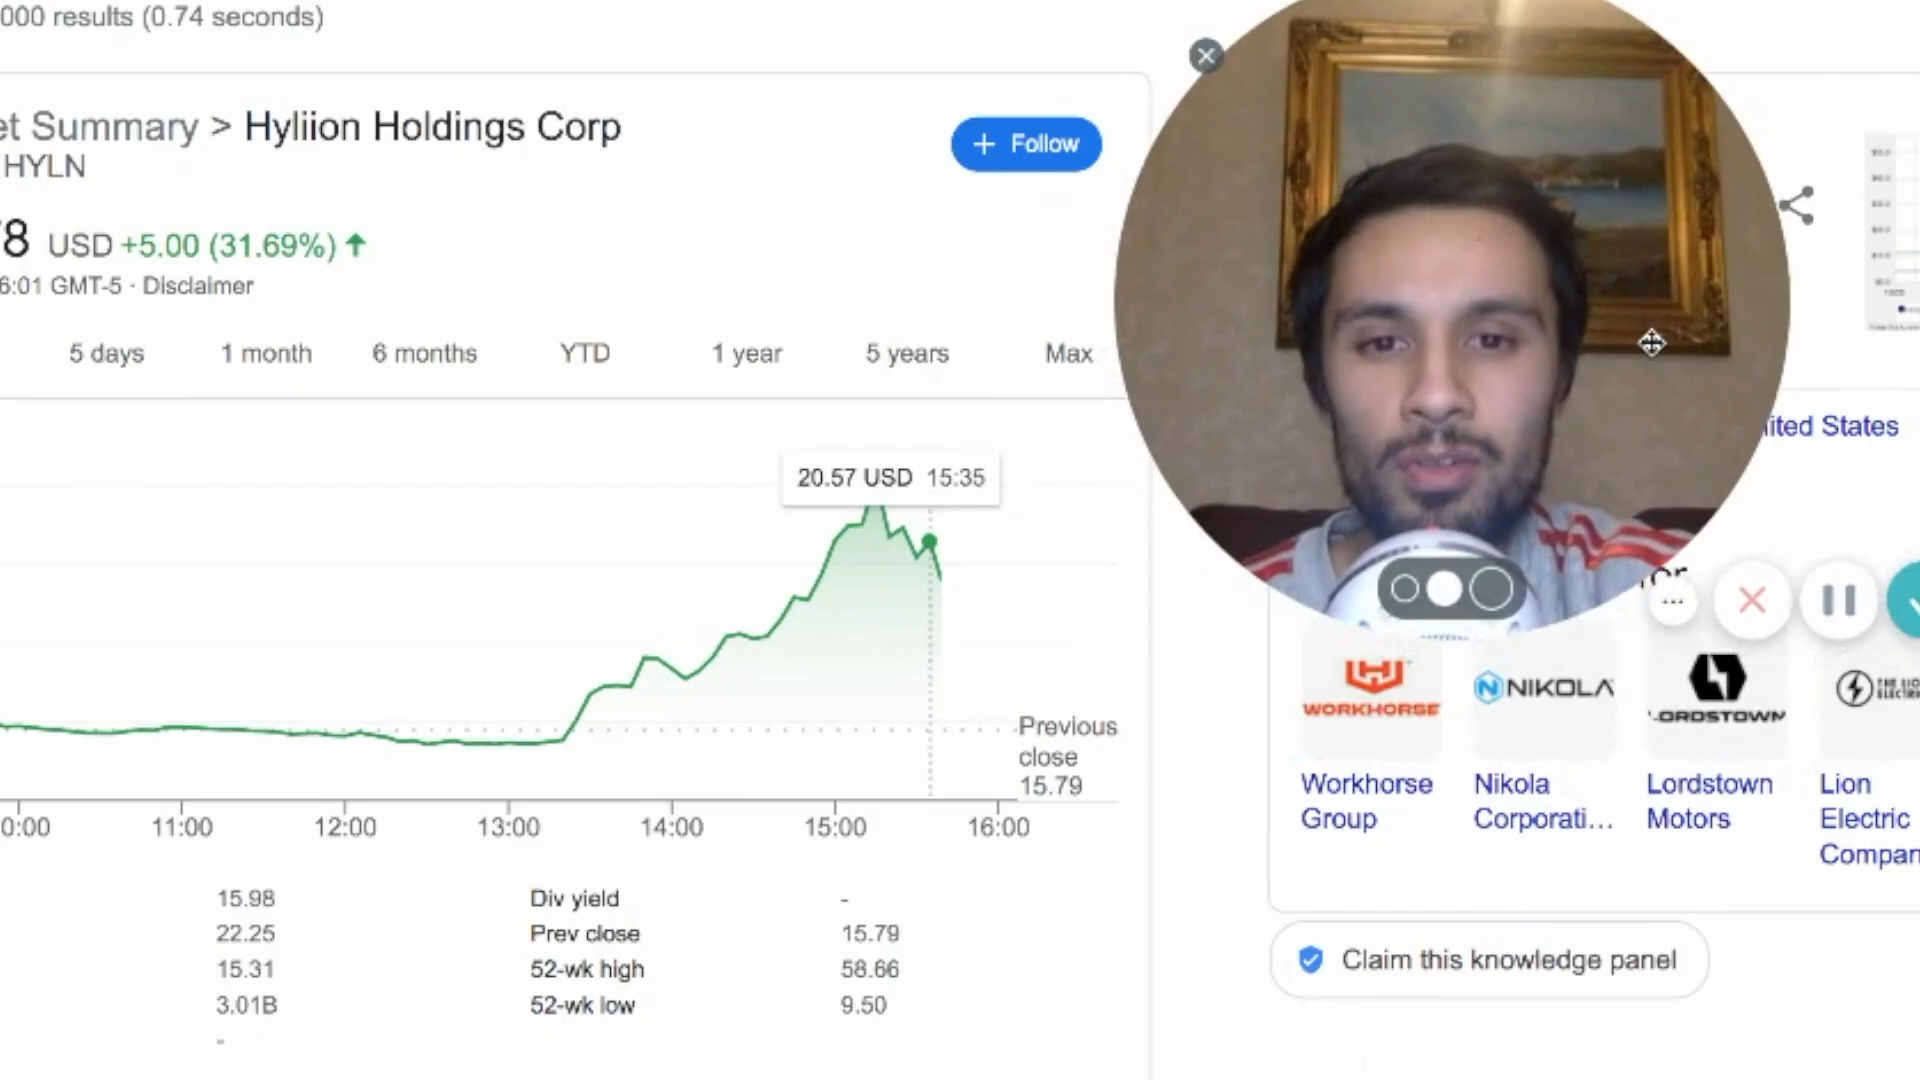 000 results (0.74 seconds)
et Summary > Hyliion Holdings Corp
HYLN
+ Follow
8 USD +5.00 (31.69%)
6:01 GMT-5 · Disclaimer
5 days 1 month 6 months YTD 1 year 5 years Max
ited States
20.57 USD 15:35
Previous
close
15.79
0:00 11:00 12:00 13:00 14:00 15:00 16:00
WORKHORSE
NIKOLA
LORDSTOWN
THE LIO
ELECTRI
Workhorse
Group
Nikola
Corporati...
Lordstown
Motors
Lion
Electric
Compan
15.98 Div yield -
22.25 Prev close 15.79
15.31 52-wk high 58.66
3.01B 52-wk low 9.50
-
Claim this knowledge panel